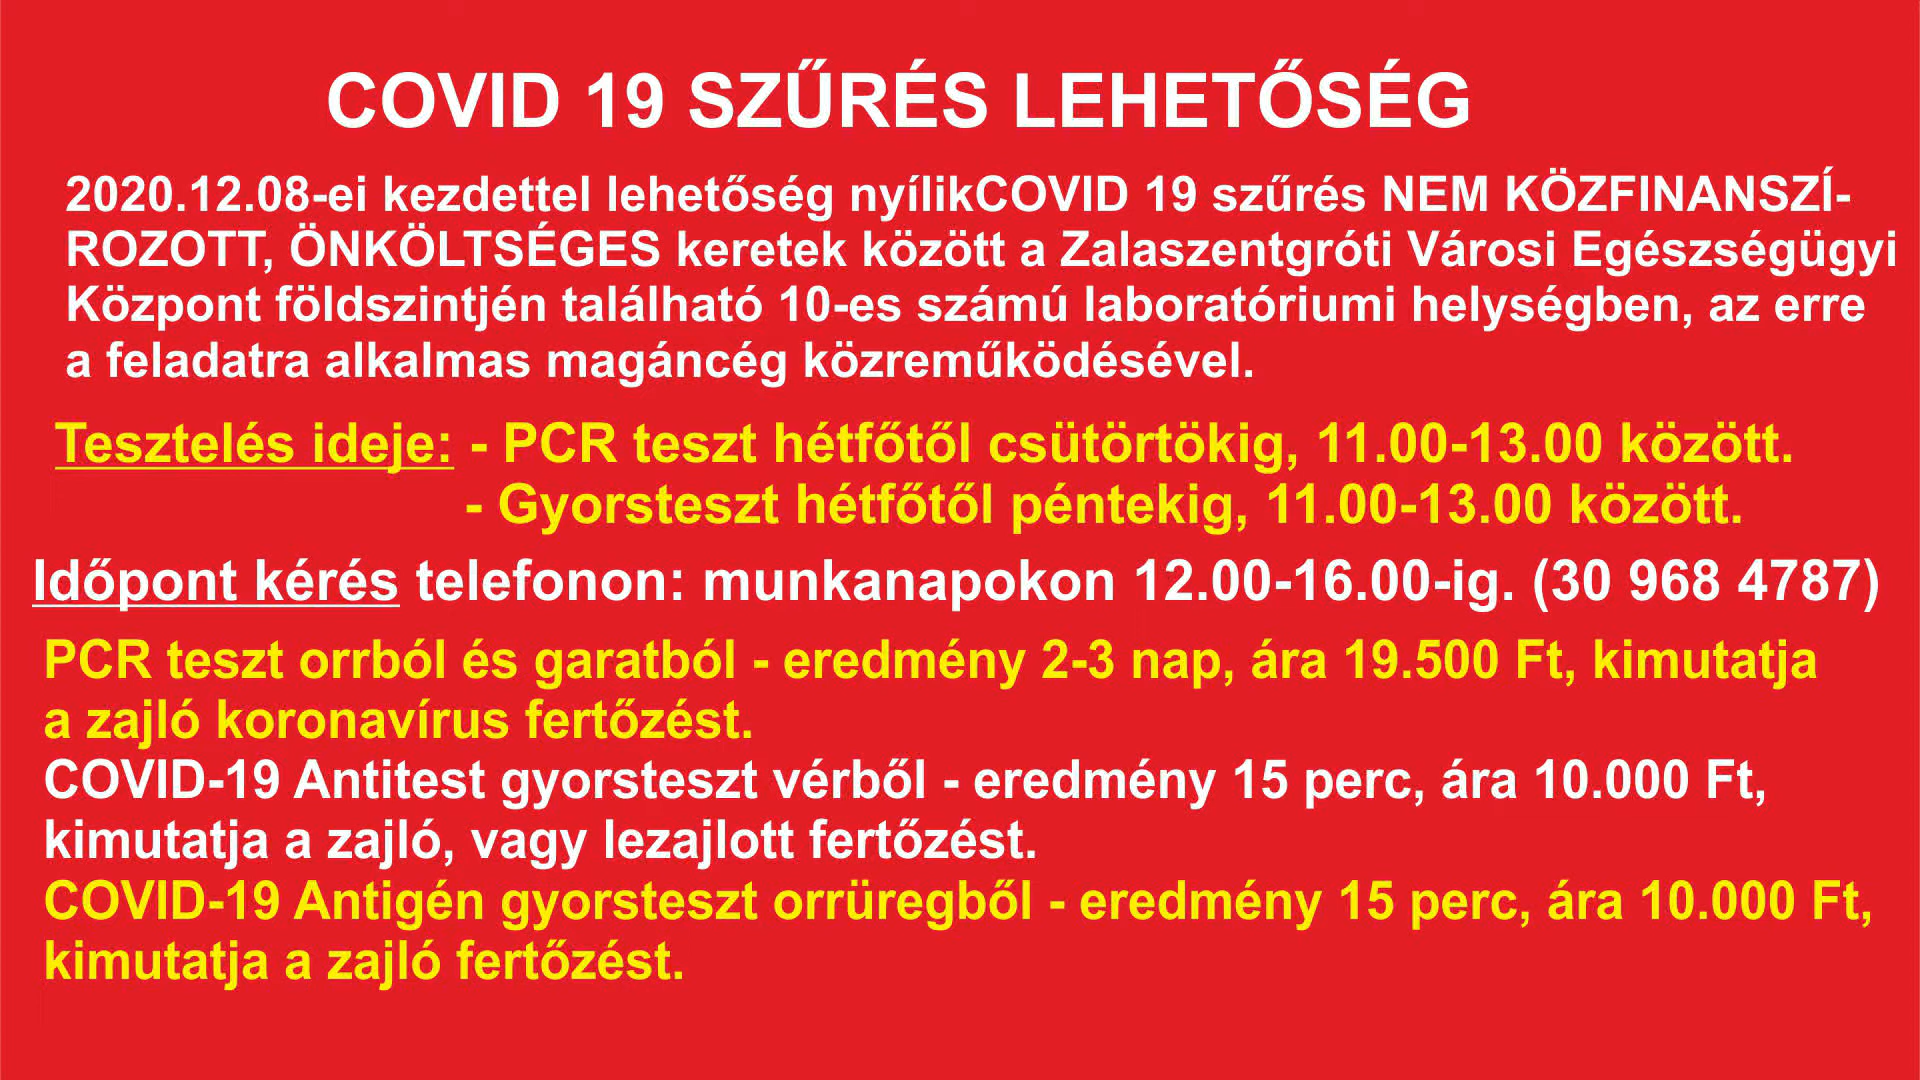 COVID 19 SZŰRÉS LEHETŐSÉG
2020.12.08-ei kezdettel lehetőség nyílikCOVID 19 szűrés NEM KÖZFINANSZÍ-
ROZOTT, ÖNKÖLTSÉGES keretek között a Zalaszentgróti Városi Egészségügyi
Központ földszintjén található 10-es számú laboratóriumi helységben, az erre
a feladatra alkalmas magáncég közreműködésével.
Tesztelés ideje: - PCR teszt hétfőtől csütörtökig, 11.00-13.00 között.
- Gyorsteszt hétfőtől péntekig, 11.00-13.00 között.
Időpont kérés telefonon: munkanapokon 12.00-16.00-ig. (30 968 4787)
PCR teszt orrból és garatból - eredmény 2-3 nap, ára 19.500 Ft, kimutatja
a zajló koronavírus fertőzést.
COVID-19 Antitest gyorsteszt vérből - eredmény 15 perc, ára 10.000 Ft,
kimutatja a zajló, vagy lezajlott fertőzést.
COVID-19 Antigén gyorsteszt orrüregből - eredmény 15 perc, ára 10.000 Ft,
kimutatja a zajló fertőzést.